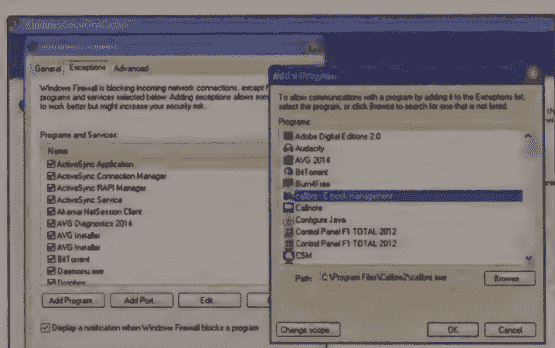 General Exceptions Advanced
Windows Firewall is blocking incoming network connections, except
programs and services selected below. Adding exceptions allows
to work better but might increase your security risk.
Programs and Services:
Name
ActiveSync Application
ActiveSync Connection Manager
ActiveSync RAPI Manager
ActiveSync Service
Akamai NetSession Client
AVG Diagnostics 2014
AVG Installer
AVG Installer
BitTorrent
Daemonu.exe
Dropbox
Add Program... Add Port... Edit...
Display a notification when Windows Firewall blocks a program
Add a Program
To allow communications with a program by adding it to the Exceptions list,
select the program, or click Browse to search for one that is not listed.
Programs:
Adobe Digital Editions 2.0
Audacity
AVG 2014
BitTorrent
Burn4Free
calibre - E-book management
Callnote
Configure Java
Control Panel F1 TOTAL 2012
Control Panel F1 TOTAL 2012
CSM
Path: C:\Program Files\Calibre2\calibre.exe
Browse...
Change scope... OK Cancel